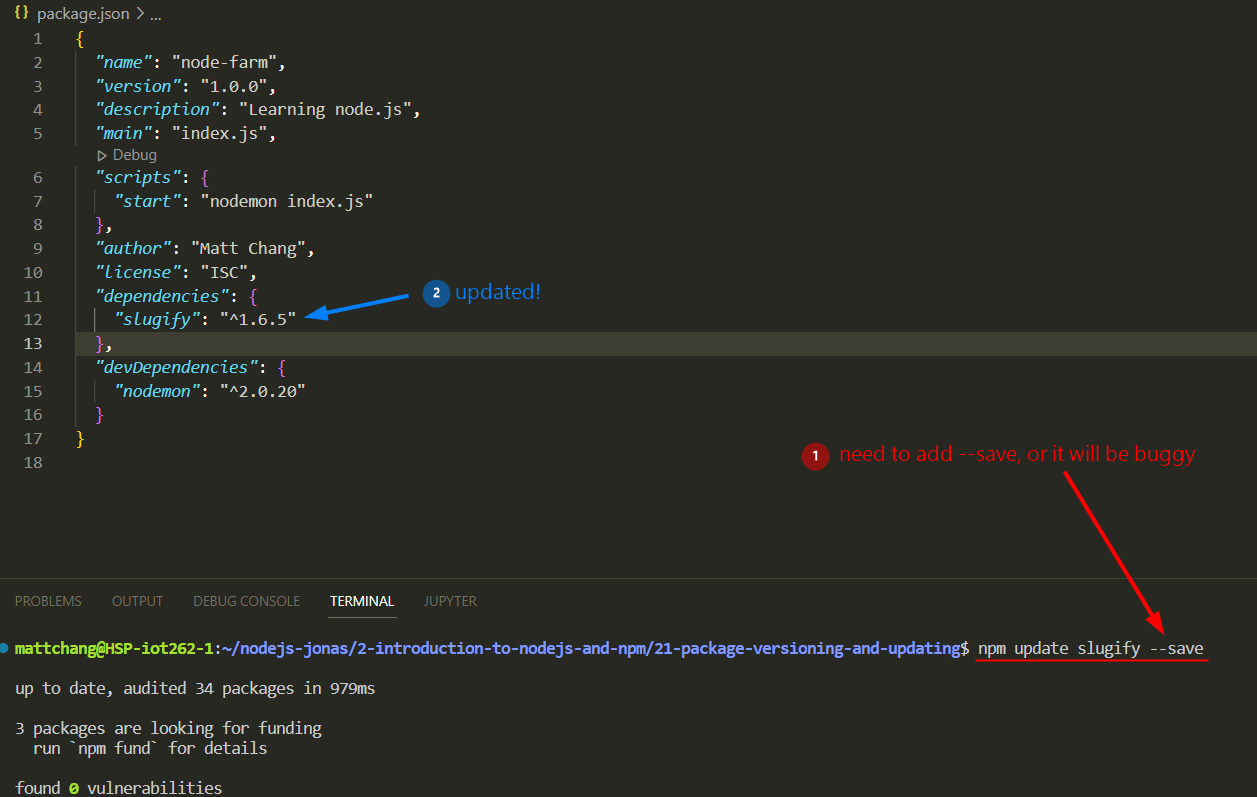 {} package.json > ...
1 {
2 "name": "node-farm",
3 "version": "1.0.0",
4 "description": "Learning node.js",
5 "main": "index.js",
Debug
6 "scripts": {
7 "start": "nodemon index.js"
8 },
9 "author": "Matt Chang",
10 "license": "ISC",
11 "dependencies": {
2 updated!
12 "slugify": "^1.6.5"
13 },
14 "devDependencies": {
15 "nodemon": "^2.0.20"
16 }
17 }
1 need to add --save, or it will be buggy
18
PROBLEMS OUTPUT DEBUG CONSOLE TERMINAL JUPYTER
mattchang@HSP-iot262-1:~/nodejs-jonas/2-introduction-to-nodejs-and-npm/21-package-versioning-and-updating$ npm update slugify --save
up to date, audited 34 packages in 979ms
3 packages are looking for funding
run `npm fund` for details
found 0 vulnerabilities